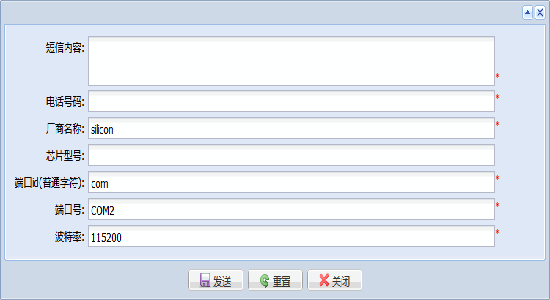 短信内容:
*
电话号码: *
厂商名称: silicon *
芯片型号:
端口id(普通字符): com *
端口号: COM2 *
波特率: 115200 *
发送 重置 关闭